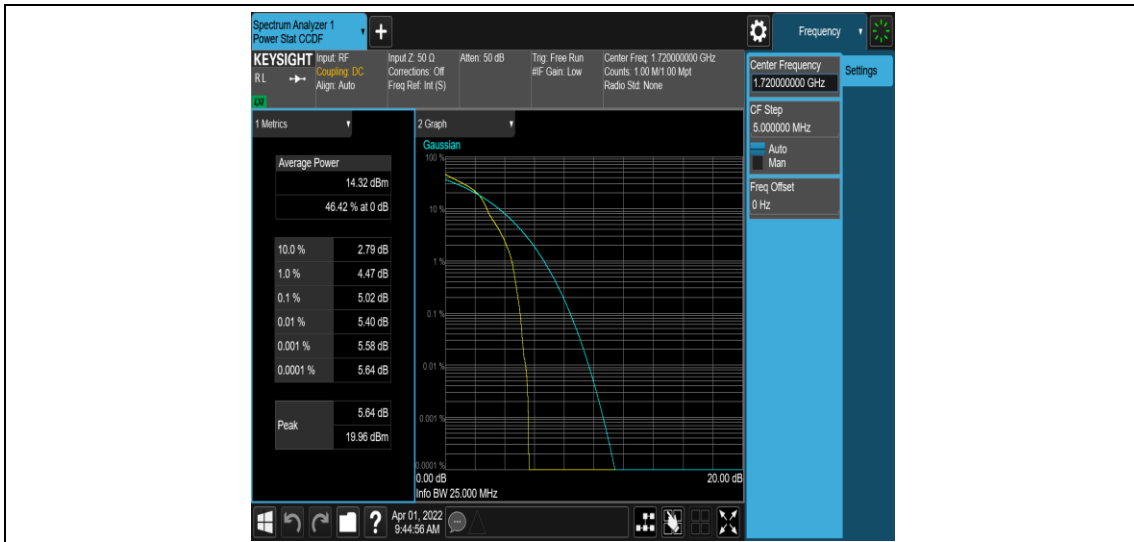 Spectrum Analyzer 1
Power Stat CCDF
+
Frequency
KEYSIGHT
RL
LXI
Input: RF
Coupling: DC
Align: Auto
Input Z: 50 Ω
Corrections: Off
Freq Ref: Int (S)
Atten: 50 dB
Trig: Free Run
#IF Gain: Low
Center Freq: 1.720000000 GHz
Counts: 1.00 M/1.00 Mpt
Radio Std: None
Center Frequency
1.720000000 GHz
Settings
CF Step
5.000000 MHz
Auto
Man
Freq Offset
0 Hz
1 Metrics
Average Power
14.32 dBm
46.42 % at 0 dB
10.0 % 2.79 dB
1.0 % 4.47 dB
0.1 % 5.02 dB
0.01 % 5.40 dB
0.001 % 5.58 dB
0.0001 % 5.64 dB
Peak
5.64 dB
19.96 dBm
2 Graph
Gaussian
100 %
10 %
1 %
0.1 %
0.01 %
0.001 %
0.0001 %
0.00 dB 20.00 dB
Info BW 25.000 MHz
?
Apr 01, 2022
9:44:56 AM